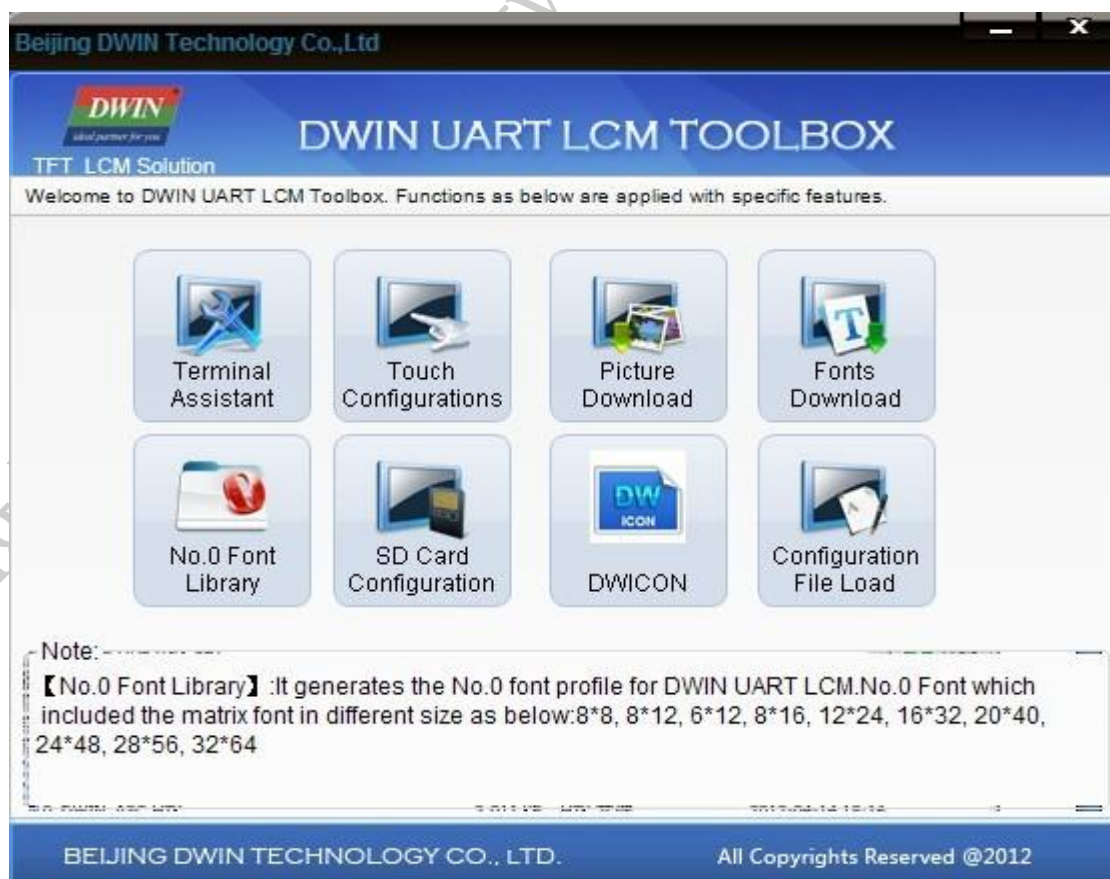 Beijing DWIN Technology Co.,Ltd
DWIN
ideal partner for you
TFT LCM Solution
DWIN UART LCM TOOLBOX
Welcome to DWIN UART LCM Toolbox. Functions as below are applied with specific features.
Terminal
Assistant
Touch
Configurations
Picture
Download
Fonts
Download
No.0 Font
Library
SD Card
Configuration
DW
ICON
DWICON
Configuration
File Load
Note:
【No.0 Font Library】:It generates the No.0 font profile for DWIN UART LCM.No.0 Font which
included the matrix font in different size as below:8*8, 8*12, 6*12, 8*16, 12*24, 16*32, 20*40,
24*48, 28*56, 32*64
BEIJING DWIN TECHNOLOGY CO., LTD.
All Copyrights Reserved @2012